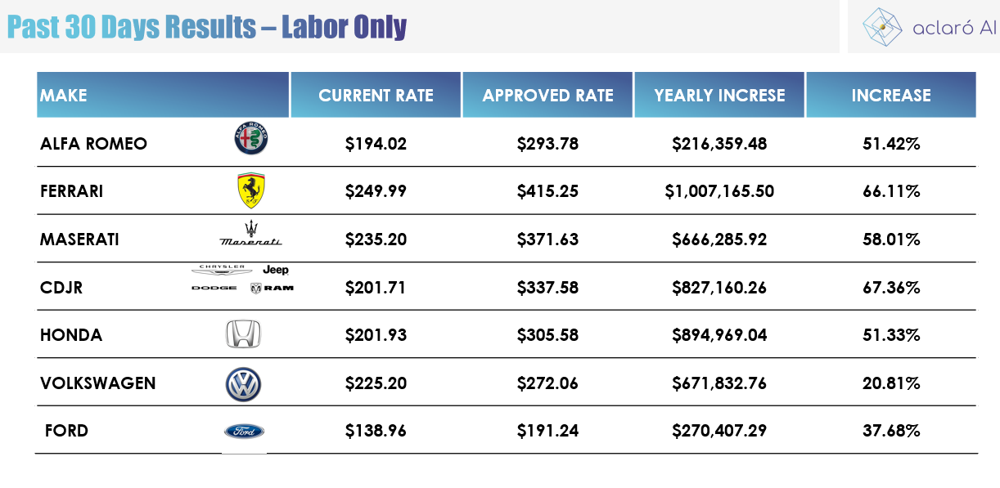 Past 30 Days Results – Labor Only
aclaró AI
MAKE CURRENT RATE APPROVED RATE YEARLY INCRESE INCREASE
ALFA ROMEO ALFA ROMEO $194.02 $293.78 $216,359.48 51.42%
FERRARI S F $249.99 $415.25 $1,007,165.50 66.11%
MASERATI Maserati $235.20 $371.63 $666,285.92 58.01%
CHRYSLER Jeep
CDJR DODGE RAM $201.71 $337.58 $827,160.26 67.36%
HONDA $201.93 $305.58 $894,969.04 51.33%
VOLKSWAGEN $225.20 $272.06 $671,832.76 20.81%
FORD Ford $138.96 $191.24 $270,407.29 37.68%